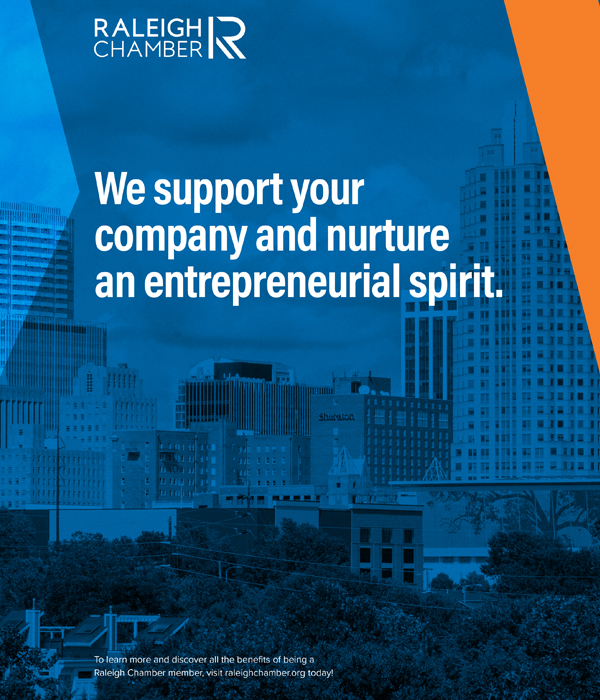 RALEIGH
CHAMBER
We support your
company and nurture
an entrepreneurial spirit.
Sheraton
To learn more and discover all the benefits of being a
Raleigh Chamber member, visit raleighchamber.org today!